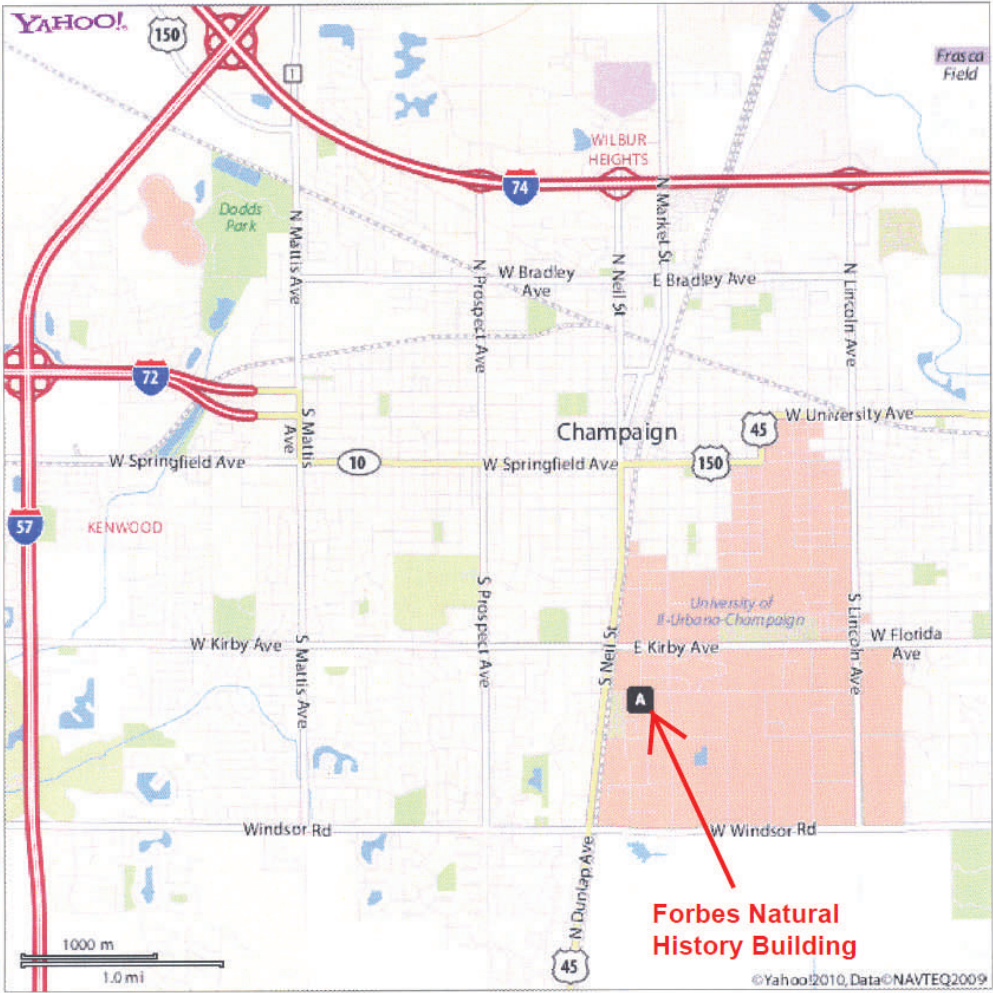 YAHOO!®
150
1
Frasca
Field
WILBUR
HEIGHTS
74
N Market St
Dodds
Park
N Mattis Ave
N Prospect Ave
W Bradley
Ave
N Neil St
E Bradley Ave
N Lincoln Ave
72
S Mattis
Ave
W University Ave
45
Champaign
W Springfield Ave
10
W Springfield Ave
150
57
KENWOOD
S Prospect Ave
University of
Il-Urbana-Champaign
S Lincoln Ave
W Kirby Ave
S Mattis Ave
S Neil St
E Kirby Ave
W Florida
Ave
A
Windsor Rd
W Windsor Rd
N Dunlap Ave
Forbes Natural
History Building
1000 m
1.0 mi
45
©Yahoo!2010, Data©NAVTEQ2009